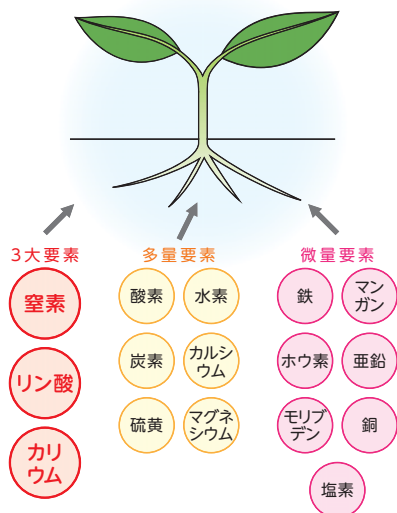 3大要素
窒素
リン酸
カリ
ウム
多量要素
酸素
水素
炭素
カルシ
ウム
硫黄
マグネ
シウム
微量要素
鉄
マン
ガン
ホウ素
亜鉛
モリブ
デン
銅
塩素